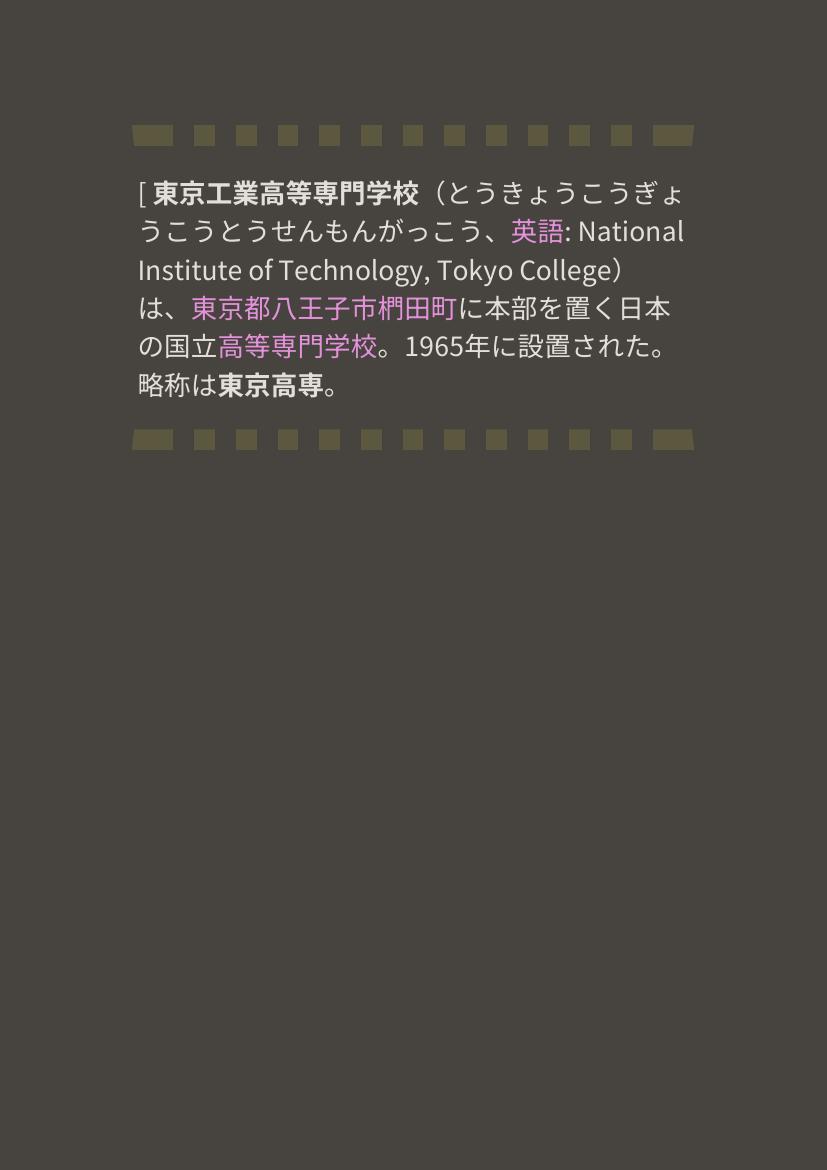 [ 東京工業高等専門学校（とうきょうこうぎょ
うこうとうせんもんがっこう、英語: National
Institute of Technology, Tokyo College）
は、東京都八王子市椚田町に本部を置く日本
の国立高等専門学校。1965年に設置された。
略称は東京高専。